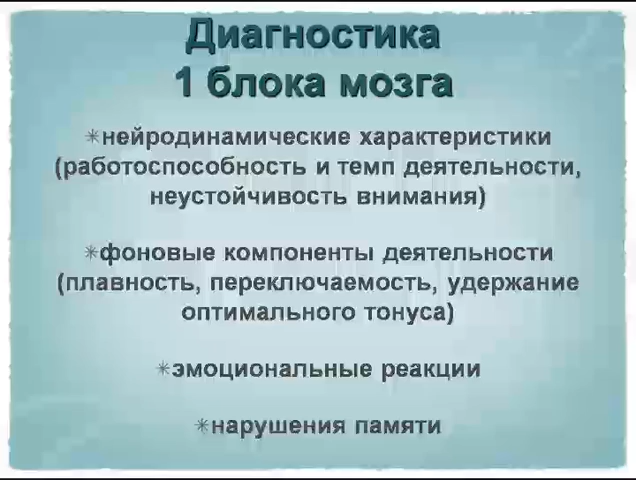 Диагностика
1 блока мозга
✴нейродинамические характеристики
(работоспособность и темп деятельности,
неустойчивость внимания)
✴фоновые компоненты деятельности
(плавность, переключаемость, удержание
оптимального тонуса)
✴эмоциональные реакции
✴нарушения памяти